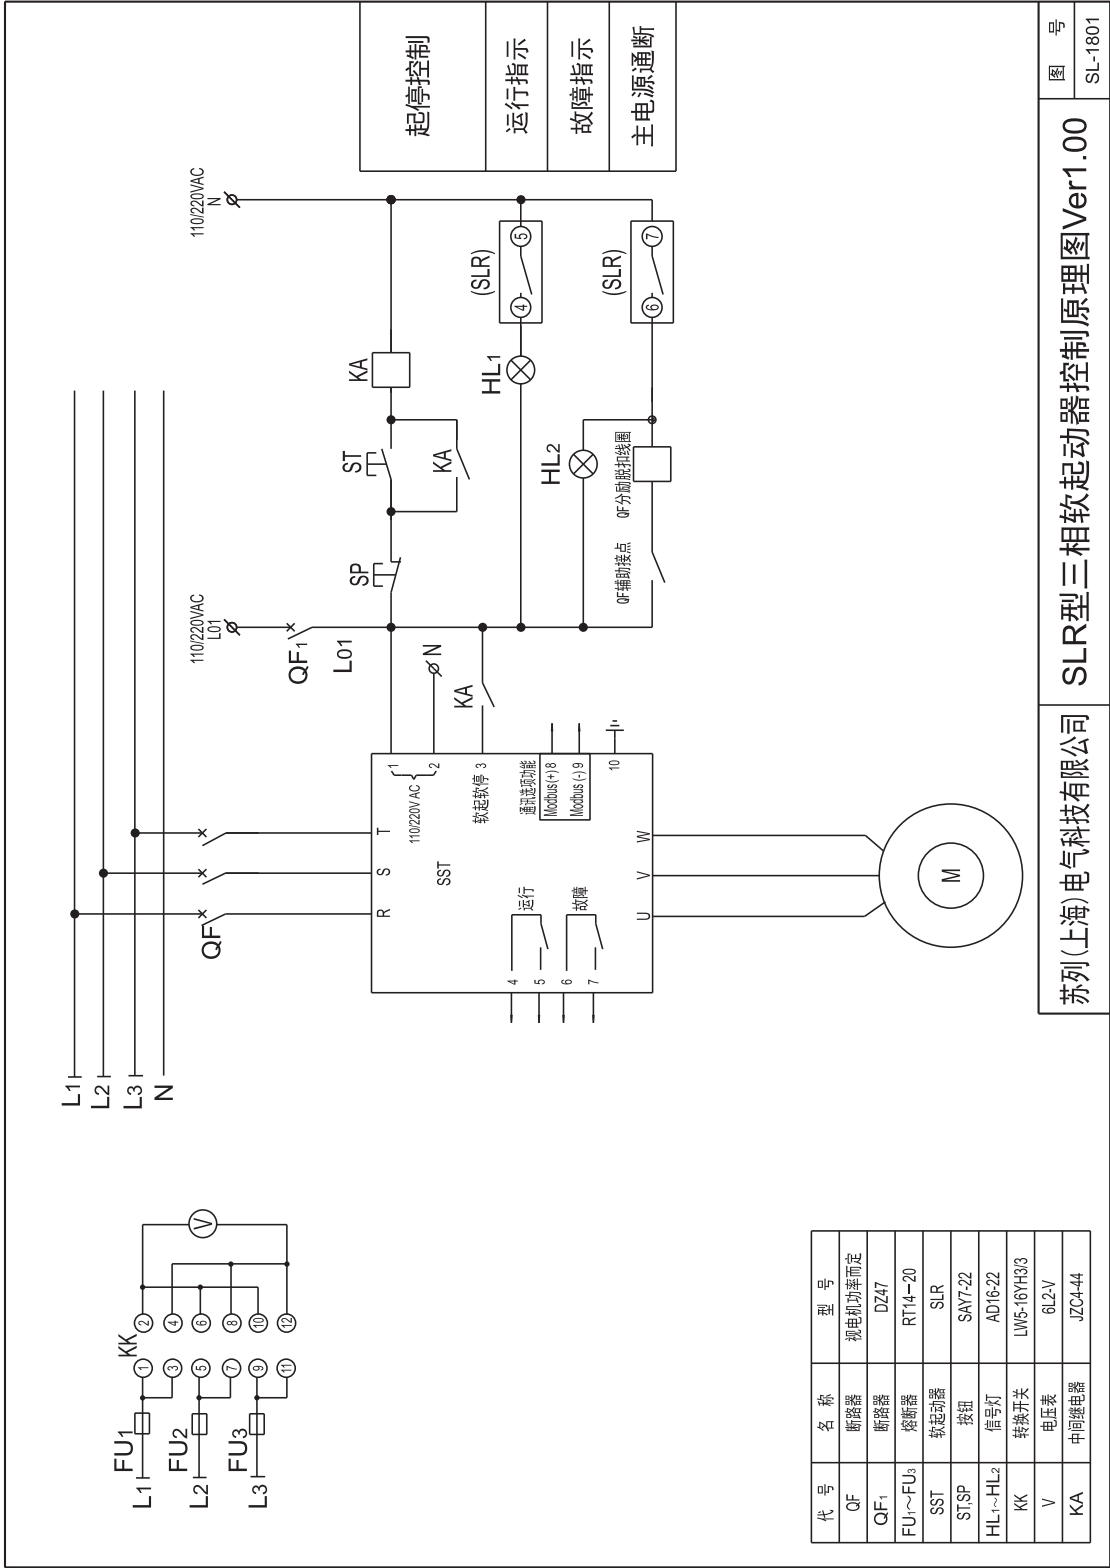 FU1
FU2
FU3
L1
L2
L3
KK
1
3
5
7
9
11
2
4
6
8
10
12
V
L1
L2
L3
N
QF
R
S
T
SST
1
2
110/220V AC
软起软停 3
通讯选项功能
Modbus (+) 8
Modbus (-) 9
10
4
5
6
7
运行
故障
U
V
W
M
N
KA
110/220VAC
L01
QF1
L01
SP
ST
KA
KA
110/220VAC
N
HL1
(SLR)
4
5
HL2
(SLR)
6
7
QF辅助接点
QF分励脱扣线圈
起停控制
运行指示
故障指示
主电源通断
代 号 名 称 型 号
QF 断路器 视电机功率而定
QF1 断路器 DZ47
FU1~FU3 熔断器 RT14-20
SST 软起动器 SLR
ST,SP 按钮 SAY7-22
HL1~HL2 信号灯 AD16-22
KK 转换开关 LW5-16YH3/3
V 电压表 6L2-V
KA 中间继电器 JZC4-44
苏列(上海)电气科技有限公司
SLR型三相软起动器控制原理图Ver1.00
图 号
SL-1801